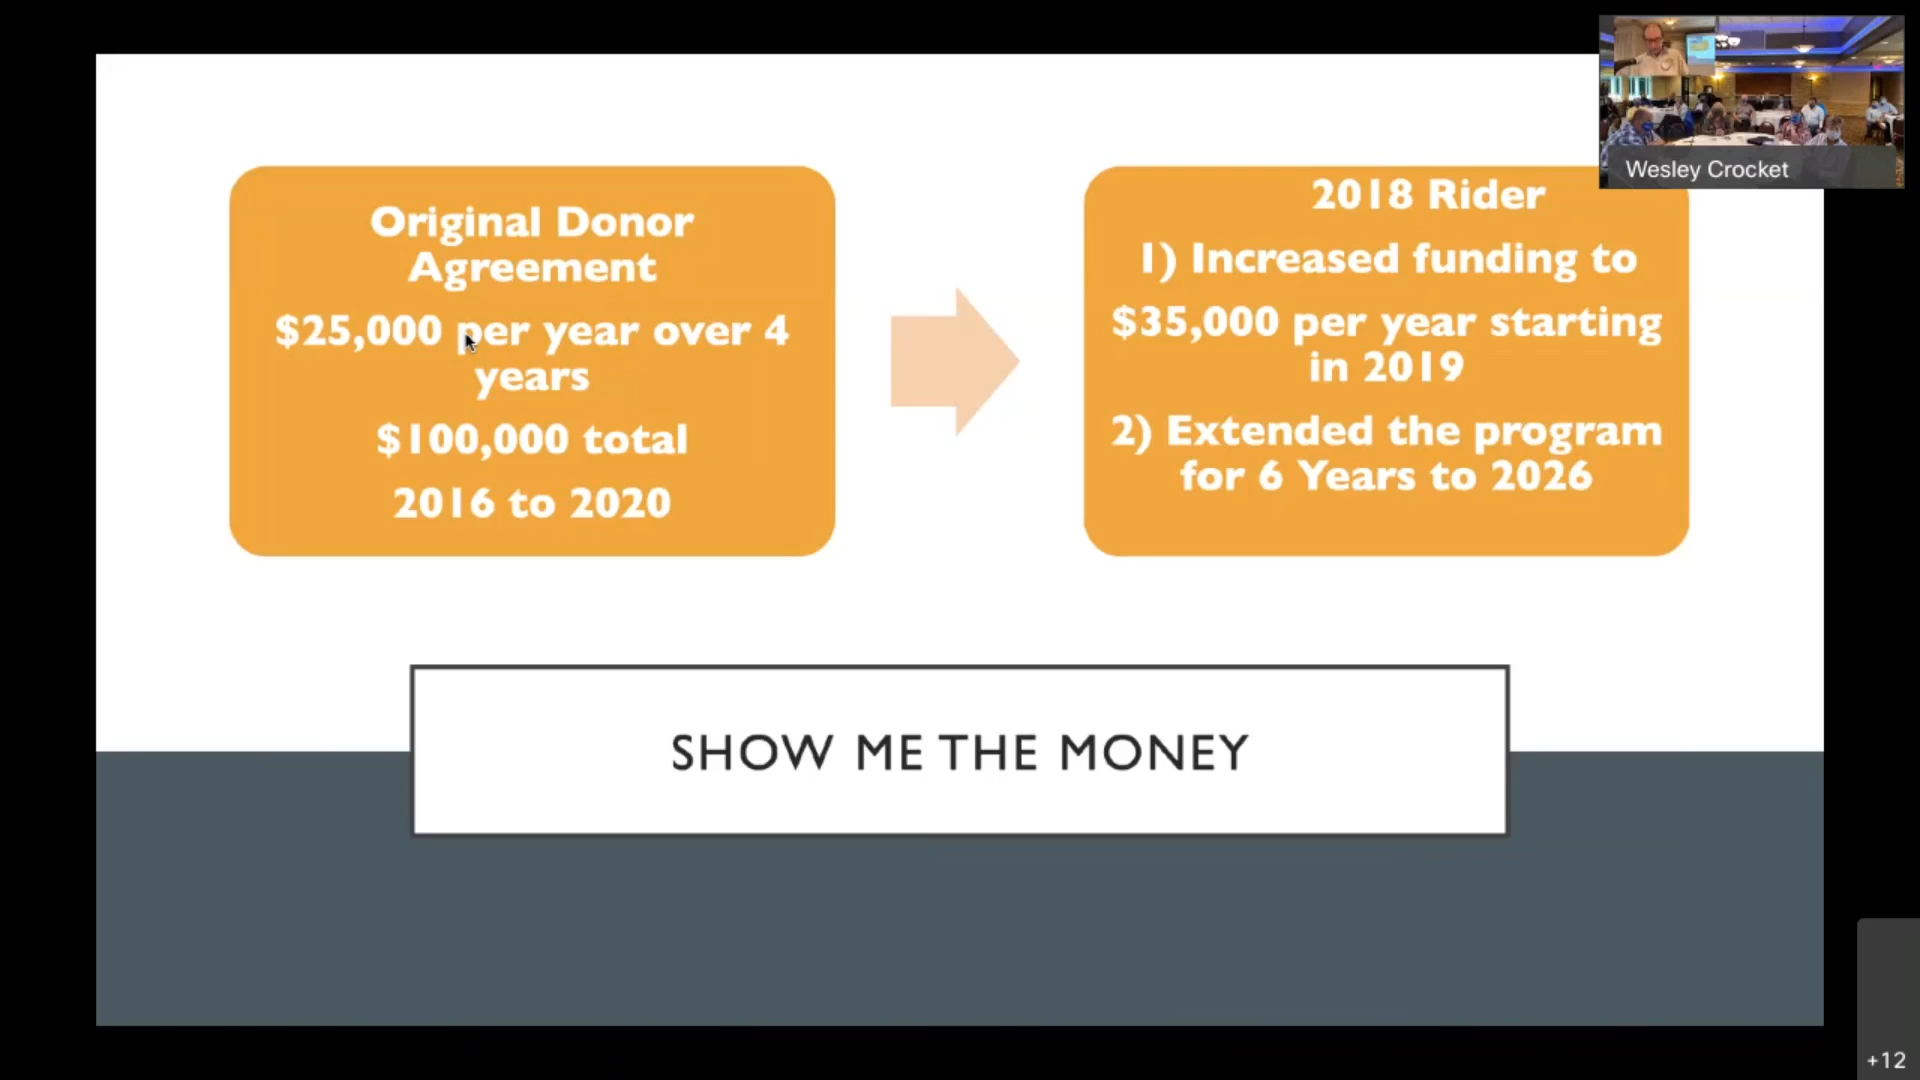 Original Donor
Agreement
$25,000 per year over 4
years
$100,000 total
2016 to 2020
2018 Rider
1) Increased funding to
$35,000 per year starting
in 2019
2) Extended the program
for 6 Years to 2026
SHOW ME THE MONEY
Wesley Crocket
+12